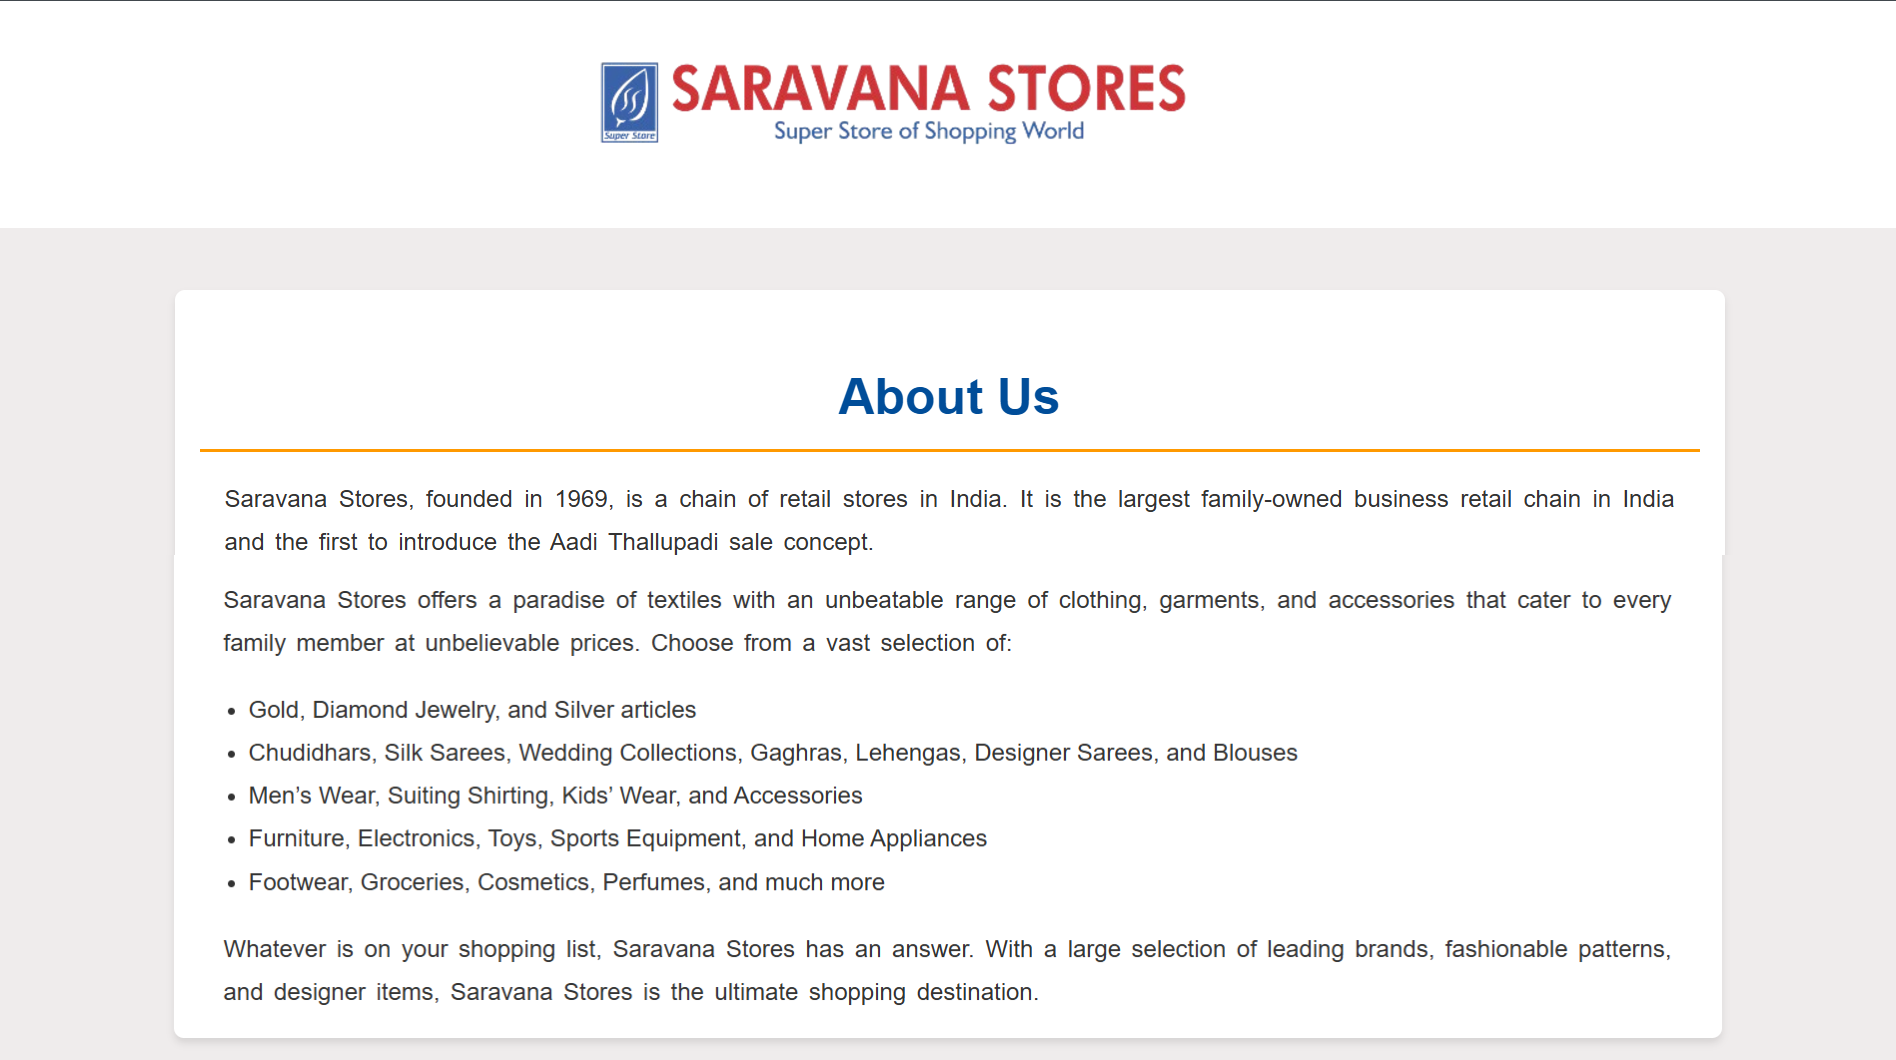 SARAVANA STORES
Super Store of Shopping World
Super Store
About Us
Saravana Stores, founded in 1969, is a chain of retail stores in India. It is the largest family-owned business retail chain in India
and the first to introduce the Aadi Thallupadi sale concept.
Saravana Stores offers a paradise of textiles with an unbeatable range of clothing, garments, and accessories that cater to every
family member at unbelievable prices. Choose from a vast selection of:
• Gold, Diamond Jewelry, and Silver articles
• Chudidhars, Silk Sarees, Wedding Collections, Gaghras, Lehengas, Designer Sarees, and Blouses
• Men’s Wear, Suiting Shirting, Kids’ Wear, and Accessories
• Furniture, Electronics, Toys, Sports Equipment, and Home Appliances
• Footwear, Groceries, Cosmetics, Perfumes, and much more
Whatever is on your shopping list, Saravana Stores has an answer. With a large selection of leading brands, fashionable patterns,
and designer items, Saravana Stores is the ultimate shopping destination.